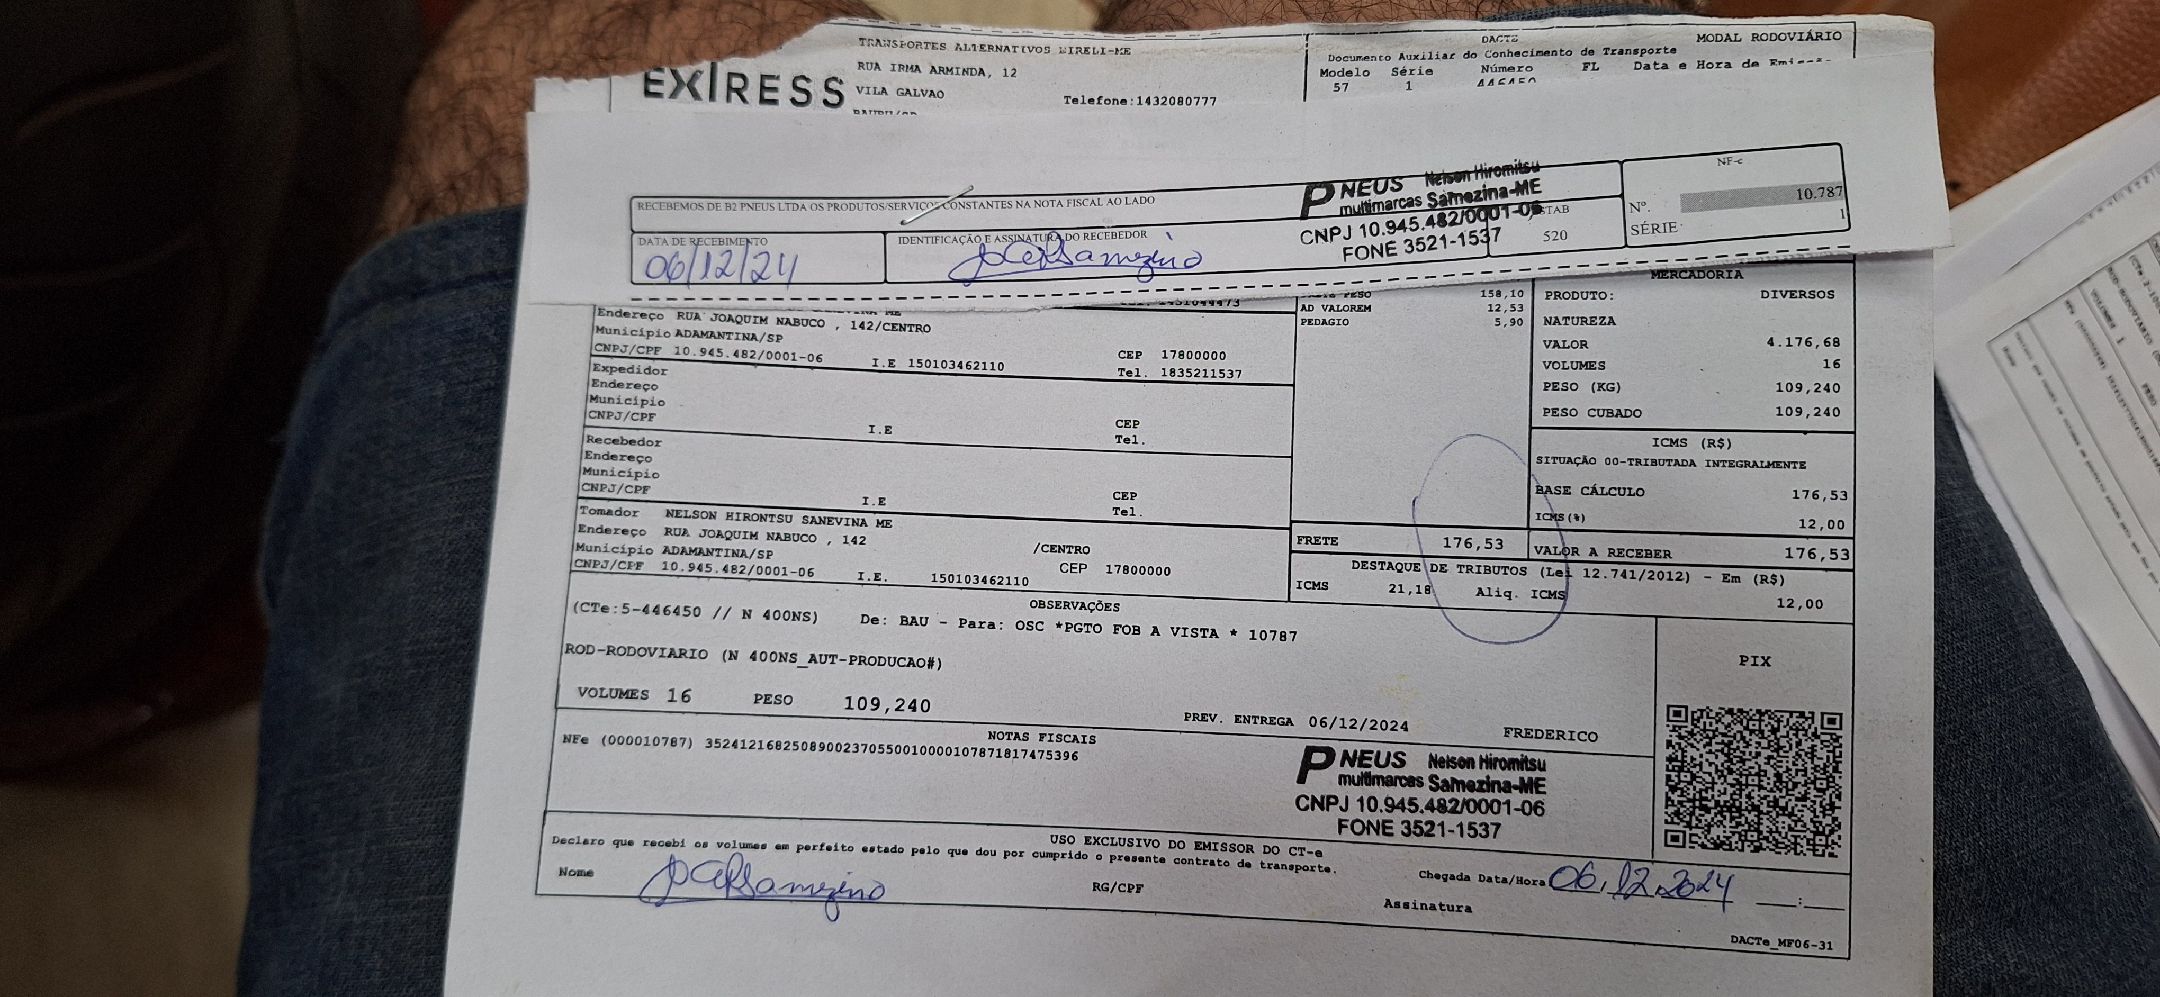 TRANSPORTES ALTERNATIVOS EIRELI-ME
EXIRESS
RUA IRMA ARMINDA, 12
VILA GALVAO
Telefone:1432080777
DACTE
MODAL RODOVIÁRIO
Documento Auxiliar do Conhecimento de Transporte
Modelo Série Número FL Data e Hora de
57 1
RECEBEMOS DE B2 PNEUS LTDA OS PRODUTOS/SERVIÇOS CONSTANTES NA NOTA FISCAL AO LADO
DATA DE RECEBIMENTO
06/12/24
IDENTIFICAÇÃO E ASSINATURA DO RECEBEDOR
PNEUS Nelson Hiromitsu
multimarcas Samezina-ME
CNPJ 10.945.482/0001-06
FONE 3521-1537
STAB
520
NF-e
Nº. 10.787
SÉRIE 1
Endereço RUA JOAQUIM NABUCO , 142/CENTRO
Município ADAMANTINA/SP
CNPJ/CPF 10.945.482/0001-06 I.E 150103462110
CEP 17800000
Tel. 1835211537
Expedidor
Endereço
Município
CNPJ/CPF I.E CEP
Tel.
Recebedor
Endereço
Município
CNPJ/CPF I.E CEP
Tel.
Tomador NELSON HIRONTSU SANEVINA ME
Endereço RUA JOAQUIM NABUCO , 142
Município ADAMANTINA/SP /CENTRO
CNPJ/CPF 10.945.482/0001-06 I.E. 150103462110 CEP 17800000
PESO 158,10
AD VALOREM 12,53
PEDAGIO 5,90
MERCADORIA
PRODUTO: DIVERSOS
NATUREZA
VALOR 4.176,68
VOLUMES 16
PESO (KG) 109,240
PESO CUBADO 109,240
ICMS (R$)
SITUAÇÃO 00-TRIBUTADA INTEGRALMENTE
BASE CÁLCULO 176,53
ICMS(%) 12,00
FRETE 176,53
VALOR A RECEBER 176,53
DESTAQUE DE TRIBUTOS (Lei 12.741/2012) - Em (R$)
ICMS 21,18 Aliq. ICMS 12,00
OBSERVAÇÕES
(CTe:5-446450 // N 400NS) De: BAU - Para: OSC *PGTO FOB A VISTA * 10787
ROD-RODOVIARIO (N 400NS_AUT-PRODUCAO#)
VOLUMES 16 PESO 109,240
PREV. ENTREGA 06/12/2024 FREDERICO
PIX
NOTAS FISCAIS
NFe (000010787) 35241216825089002370550010000107871817475396
PNEUS Nelson Hiromitsu
multimarcas Samezina-ME
CNPJ 10.945.482/0001-06
FONE 3521-1537
USO EXCLUSIVO DO EMISSOR DO CT-e
Declaro que recebi os volumes em perfeito estado pelo que dou por cumprido o presente contrato de transporte.
Nome RG/CPF
Chegada Data/Hora 06.12.2024 __:__
Assinatura
DACTe_MF06-31